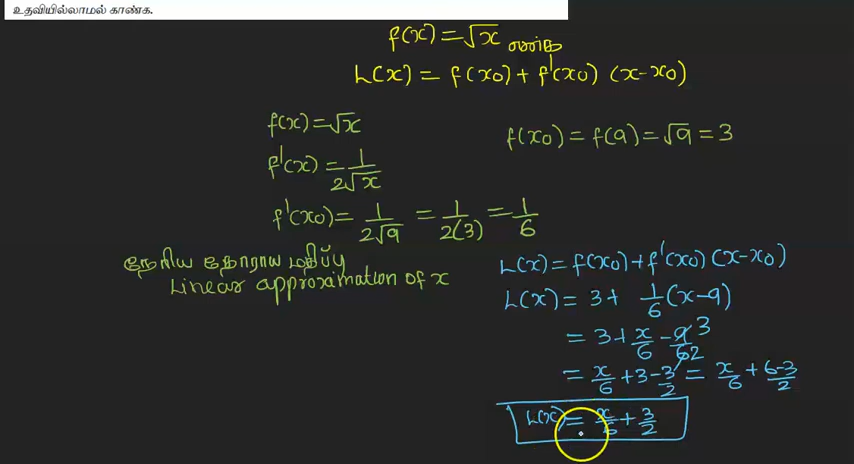 உதவியில்லாமல் காண்க.
f(x) = √x என்க
L(x) = f(x0) + f'(x0) (x-x0)
f(x) = √x
f(x0) = f(9) = √9 = 3
f'(x) = 1/2√x
f'(x0) = 1/2√9 = 1/2(3) = 1/6
நேரிய தோராய மதிப்பு
Linear approximation of x
L(x) = f(x0) + f'(x0) (x-x0)
L(x) = 3 + 1/6 (x-9)
= 3 + x/6 - 9/6 3 2
= x/6 + 3 - 3/2 = x/6 + 6-3/2
L(x) = x/6 + 3/2